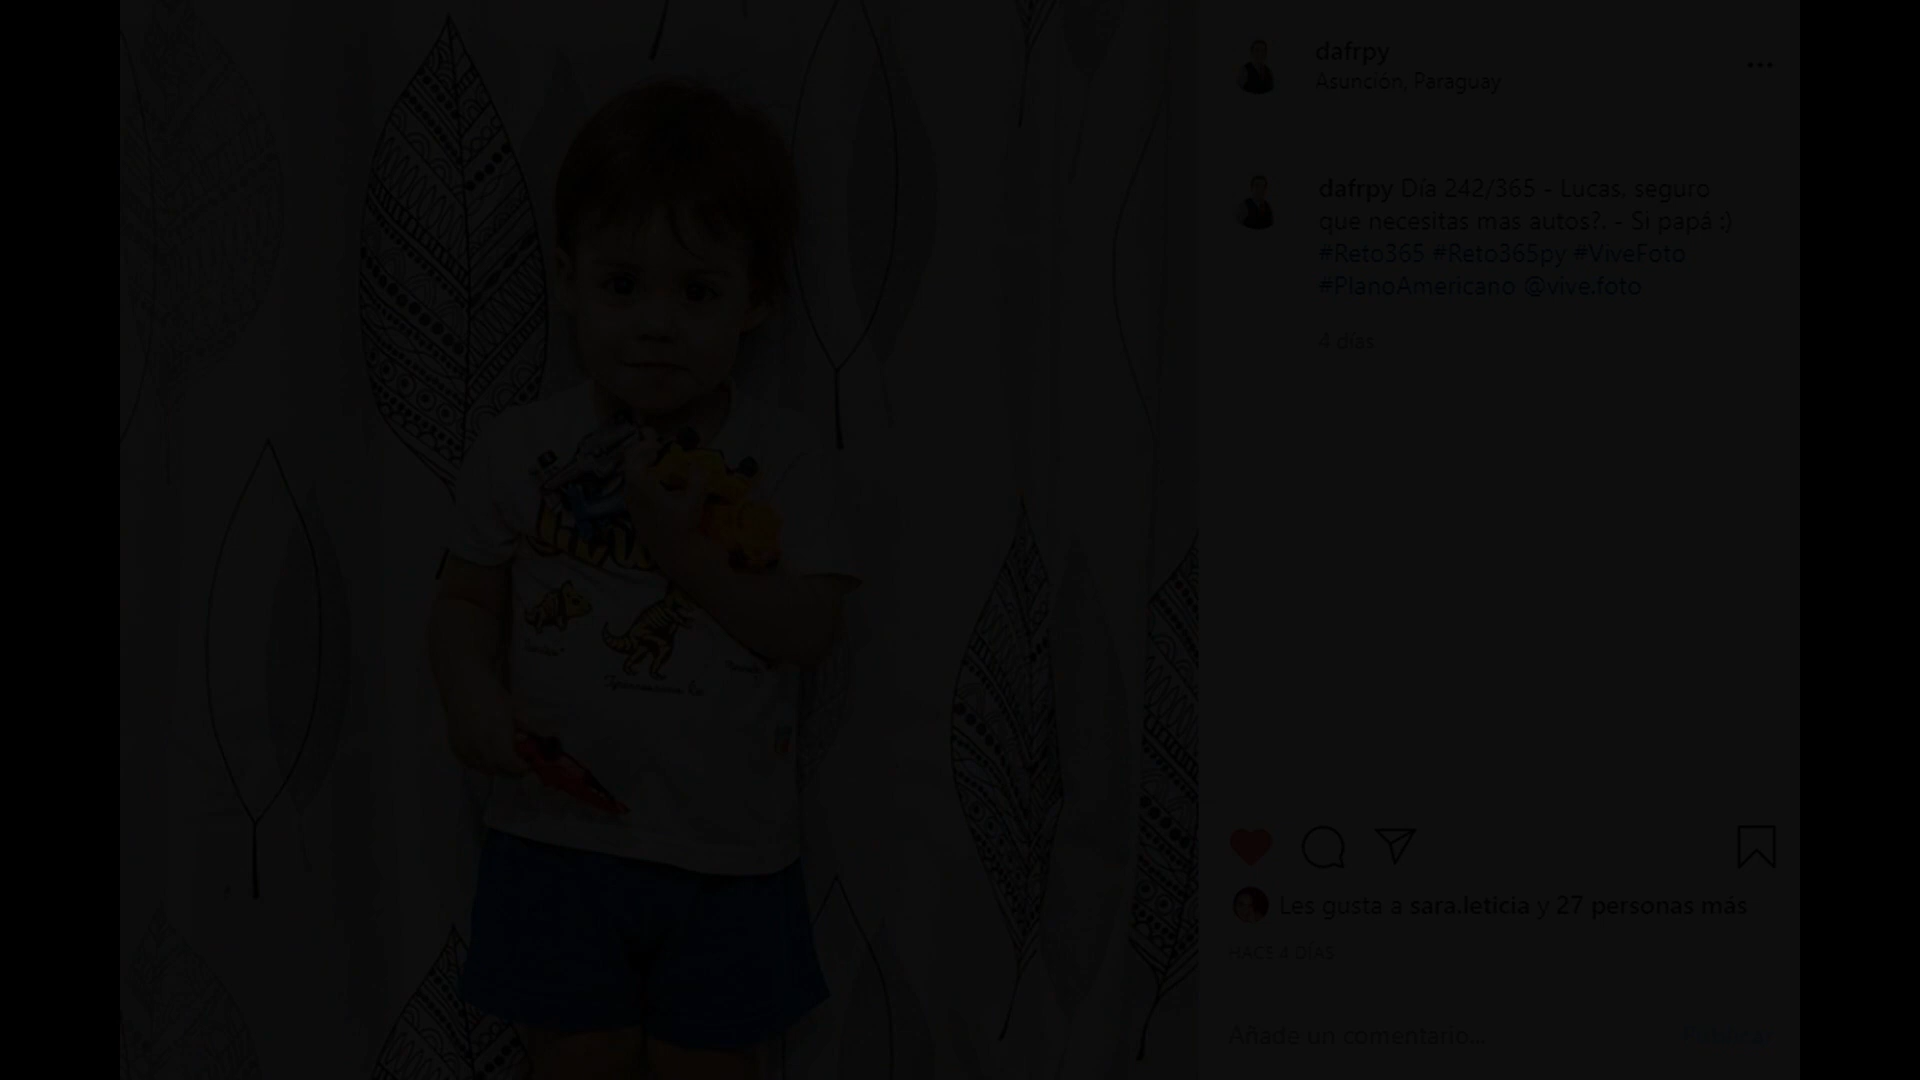 dafrpy
Asunción, Paraguay
dafrpy Día 242/365 - Lucas, seguro
que necesitas mas autos?. - Si papá :)
#Reto365 #Reto365py #ViveFoto
#PlanoAmericano @vive.foto
4 días
Les gusta a sara.leticia y 27 personas más
HACE 4 DÍAS
Añade un comentario...
Publicar